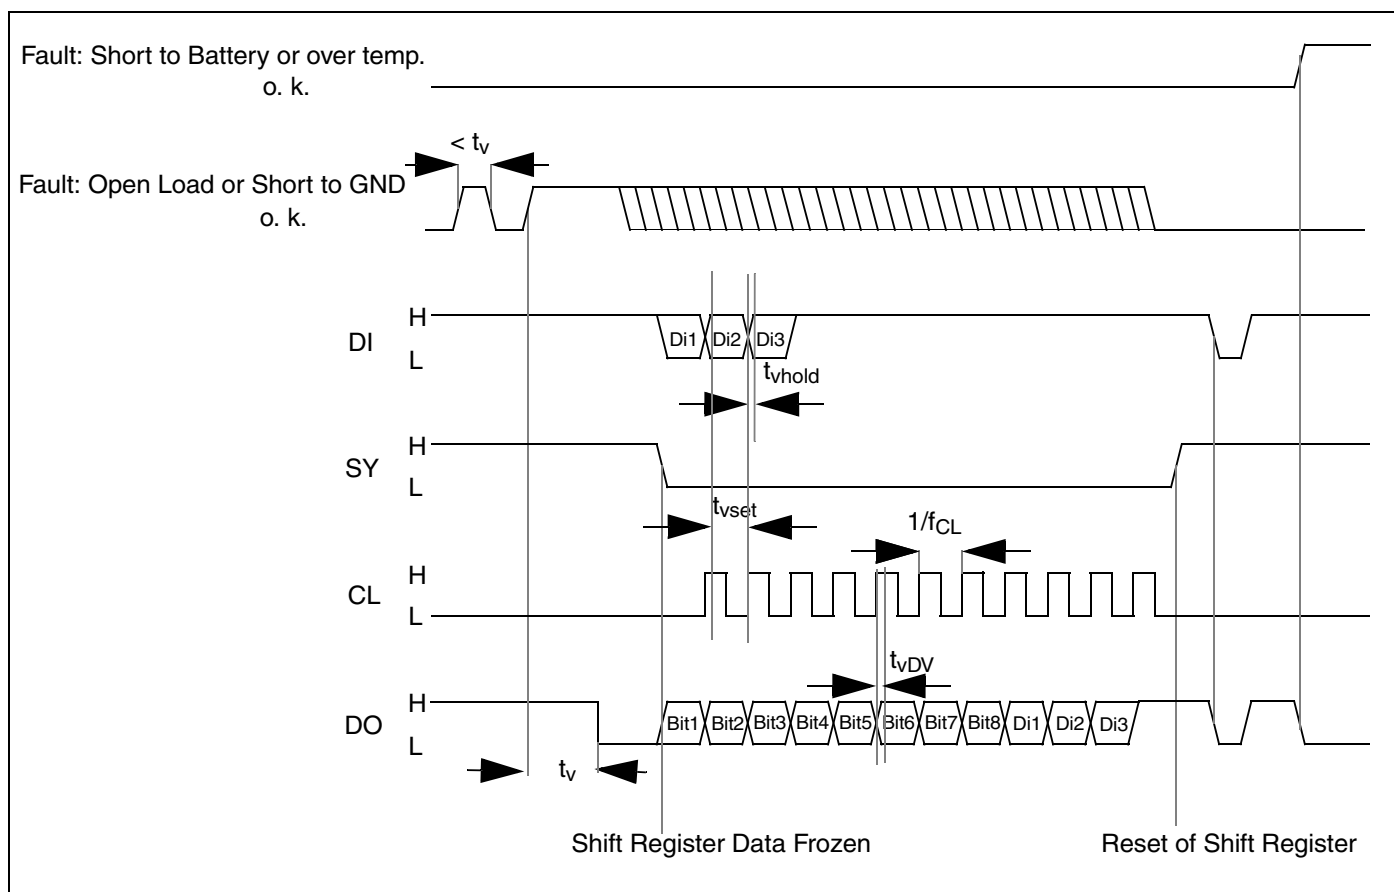 Fault: Short to Battery or over temp.
o. k.
< tv
Fault: Open Load or Short to GND
o. k.
H
DI
L
Di1 Di2 Di3
tvhold
H
SY
L
tvset
1/fCL
H
CL
L
tvDV
H
DO
L
Bit1 Bit2 Bit3 Bit4 Bit5 Bit6 Bit7 Bit8 Di1 Di2 Di3
tv
Shift Register Data Frozen
Reset of Shift Register